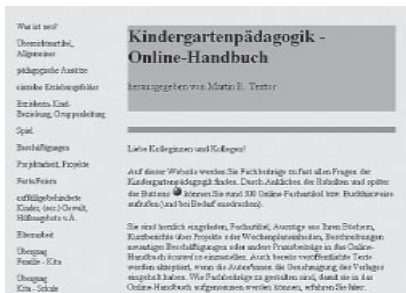 Was ist neu?
Übersichtsartikel,
Allgemeines
pädagogische Ansätze
einzelne Erziehungsfelder
Erzieherin-Kind-
Beziehung, Gruppenleitung
Spiel
Beschäftigungen
Projektarbeit, Projekte
Feste/Feiern
auffällige/behinderte
Kinder, (sex.) Gewalt,
Hilfsangebote u.Ä.
Elternarbeit
Übergang
Familie - Kita
Übergang
Kita - Schule
Kindergartenpädagogik -
Online-Handbuch
herausgegeben von Martin R. Textor
Liebe Kolleginnen und Kollegen!
Auf dieser Website werden Sie Fachbeiträge zu fast allen Fragen der
Kindergartenpädagogik finden. Durch Anklicken der Rubriken und später
der Buttons können Sie rund 500 Online-Fachartikel bzw. Buchhinweise
aufrufen (und bei Bedarf ausdrucken).
Sie sind herzlich eingeladen, Fachartikel, Auszüge aus Ihren Büchern,
Kurzberichte über Projekte oder Wochenplaneinheiten, Beschreibungen
neuartiger Beschäftigungen oder andere Praxisbeiträge in das Online-
Handbuch kostenlos einzustellen. Auch bereits veröffentlichte Texte
werden akzeptiert, wenn die Autor/innen die Genehmigung des Verlages
eingeholt haben. Wie Fachbeiträge zu gestalten sind, damit sie in das
Online-Handbuch aufgenommen werden können, erfahren Sie hier.